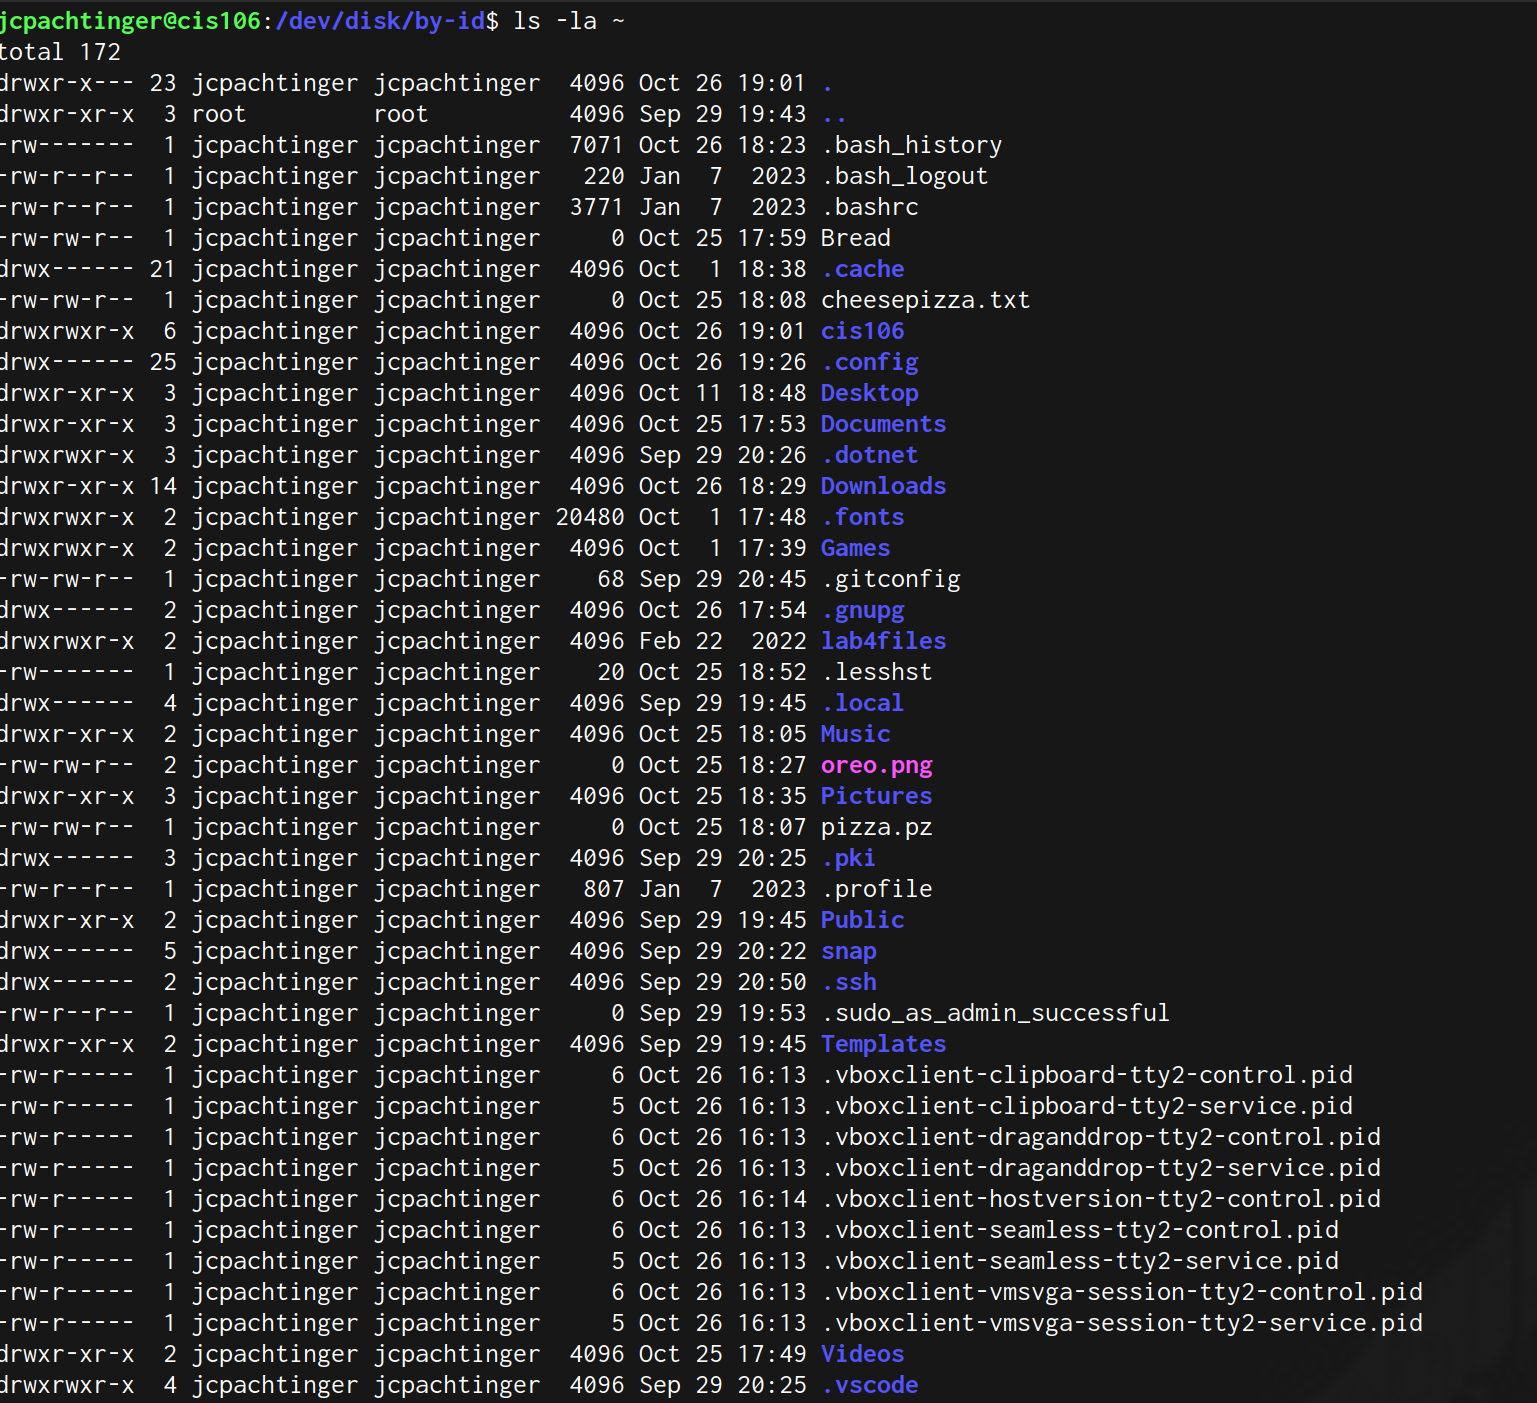 jcpachtinger@cis106:/dev/disk/by-id$ ls -la ~
total 172
drwxr-x--- 23 jcpachtinger jcpachtinger  4096 Oct 26 19:01 .
drwxr-xr-x  3 root         root          4096 Sep 29 19:43 ..
-rw-------  1 jcpachtinger jcpachtinger  7071 Oct 26 18:23 .bash_history
-rw-r--r--  1 jcpachtinger jcpachtinger   220 Jan  7  2023 .bash_logout
-rw-r--r--  1 jcpachtinger jcpachtinger  3771 Jan  7  2023 .bashrc
-rw-rw-r--  1 jcpachtinger jcpachtinger     0 Oct 25 17:59 Bread
drwx------ 21 jcpachtinger jcpachtinger  4096 Oct  1 18:38 .cache
-rw-rw-r--  1 jcpachtinger jcpachtinger     0 Oct 25 18:08 cheesepizza.txt
drwxrwxr-x  6 jcpachtinger jcpachtinger  4096 Oct 26 19:01 cis106
drwx------ 25 jcpachtinger jcpachtinger  4096 Oct 26 19:26 .config
drwxr-xr-x  3 jcpachtinger jcpachtinger  4096 Oct 11 18:48 Desktop
drwxr-xr-x  3 jcpachtinger jcpachtinger  4096 Oct 25 17:53 Documents
drwxrwxr-x  3 jcpachtinger jcpachtinger  4096 Sep 29 20:26 .dotnet
drwxr-xr-x 14 jcpachtinger jcpachtinger  4096 Oct 26 18:29 Downloads
drwxrwxr-x  2 jcpachtinger jcpachtinger 20480 Oct  1 17:48 .fonts
drwxrwxr-x  2 jcpachtinger jcpachtinger  4096 Oct  1 17:39 Games
-rw-rw-r--  1 jcpachtinger jcpachtinger    68 Sep 29 20:45 .gitconfig
drwx------  2 jcpachtinger jcpachtinger  4096 Oct 26 17:54 .gnupg
drwxrwxr-x  2 jcpachtinger jcpachtinger  4096 Feb 22  2022 lab4files
-rw-------  1 jcpachtinger jcpachtinger    20 Oct 25 18:52 .lesshst
drwx------  4 jcpachtinger jcpachtinger  4096 Sep 29 19:45 .local
drwxr-xr-x  2 jcpachtinger jcpachtinger  4096 Oct 25 18:05 Music
-rw-rw-r--  2 jcpachtinger jcpachtinger     0 Oct 25 18:27 oreo.png
drwxr-xr-x  3 jcpachtinger jcpachtinger  4096 Oct 25 18:35 Pictures
-rw-rw-r--  1 jcpachtinger jcpachtinger     0 Oct 25 18:07 pizza.pz
drwx------  3 jcpachtinger jcpachtinger  4096 Sep 29 20:25 .pki
-rw-r--r--  1 jcpachtinger jcpachtinger   807 Jan  7  2023 .profile
drwxr-xr-x  2 jcpachtinger jcpachtinger  4096 Sep 29 19:45 Public
drwx------  5 jcpachtinger jcpachtinger  4096 Sep 29 20:22 snap
drwx------  2 jcpachtinger jcpachtinger  4096 Sep 29 20:50 .ssh
-rw-r--r--  1 jcpachtinger jcpachtinger     0 Sep 29 19:53 .sudo_as_admin_successful
drwxr-xr-x  2 jcpachtinger jcpachtinger  4096 Sep 29 19:45 Templates
-rw-r-----  1 jcpachtinger jcpachtinger     6 Oct 26 16:13 .vboxclient-clipboard-tty2-control.pid
-rw-r-----  1 jcpachtinger jcpachtinger     5 Oct 26 16:13 .vboxclient-clipboard-tty2-service.pid
-rw-r-----  1 jcpachtinger jcpachtinger     6 Oct 26 16:13 .vboxclient-draganddrop-tty2-control.pid
-rw-r-----  1 jcpachtinger jcpachtinger     5 Oct 26 16:13 .vboxclient-draganddrop-tty2-service.pid
-rw-r-----  1 jcpachtinger jcpachtinger     6 Oct 26 16:14 .vboxclient-hostversion-tty2-control.pid
-rw-r-----  1 jcpachtinger jcpachtinger     6 Oct 26 16:13 .vboxclient-seamless-tty2-control.pid
-rw-r-----  1 jcpachtinger jcpachtinger     5 Oct 26 16:13 .vboxclient-seamless-tty2-service.pid
-rw-r-----  1 jcpachtinger jcpachtinger     6 Oct 26 16:13 .vboxclient-vmsvga-session-tty2-control.pid
-rw-r-----  1 jcpachtinger jcpachtinger     5 Oct 26 16:13 .vboxclient-vmsvga-session-tty2-service.pid
drwxr-xr-x  2 jcpachtinger jcpachtinger  4096 Oct 25 17:49 Videos
drwxrwxr-x  4 jcpachtinger jcpachtinger  4096 Sep 29 20:25 .vscode